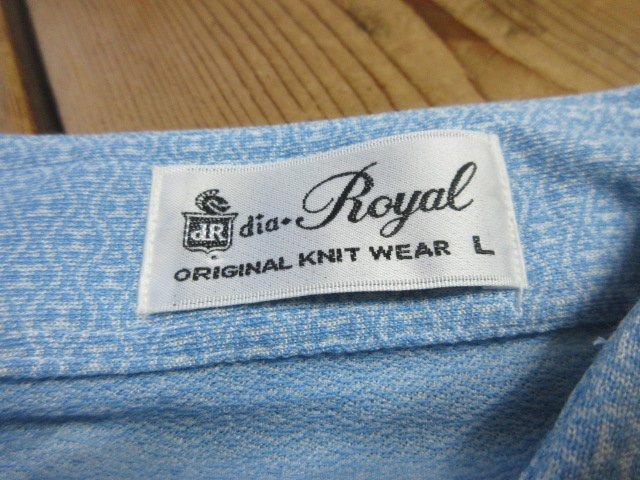 dR dia• Royal
ORIGINAL KNIT WEAR L